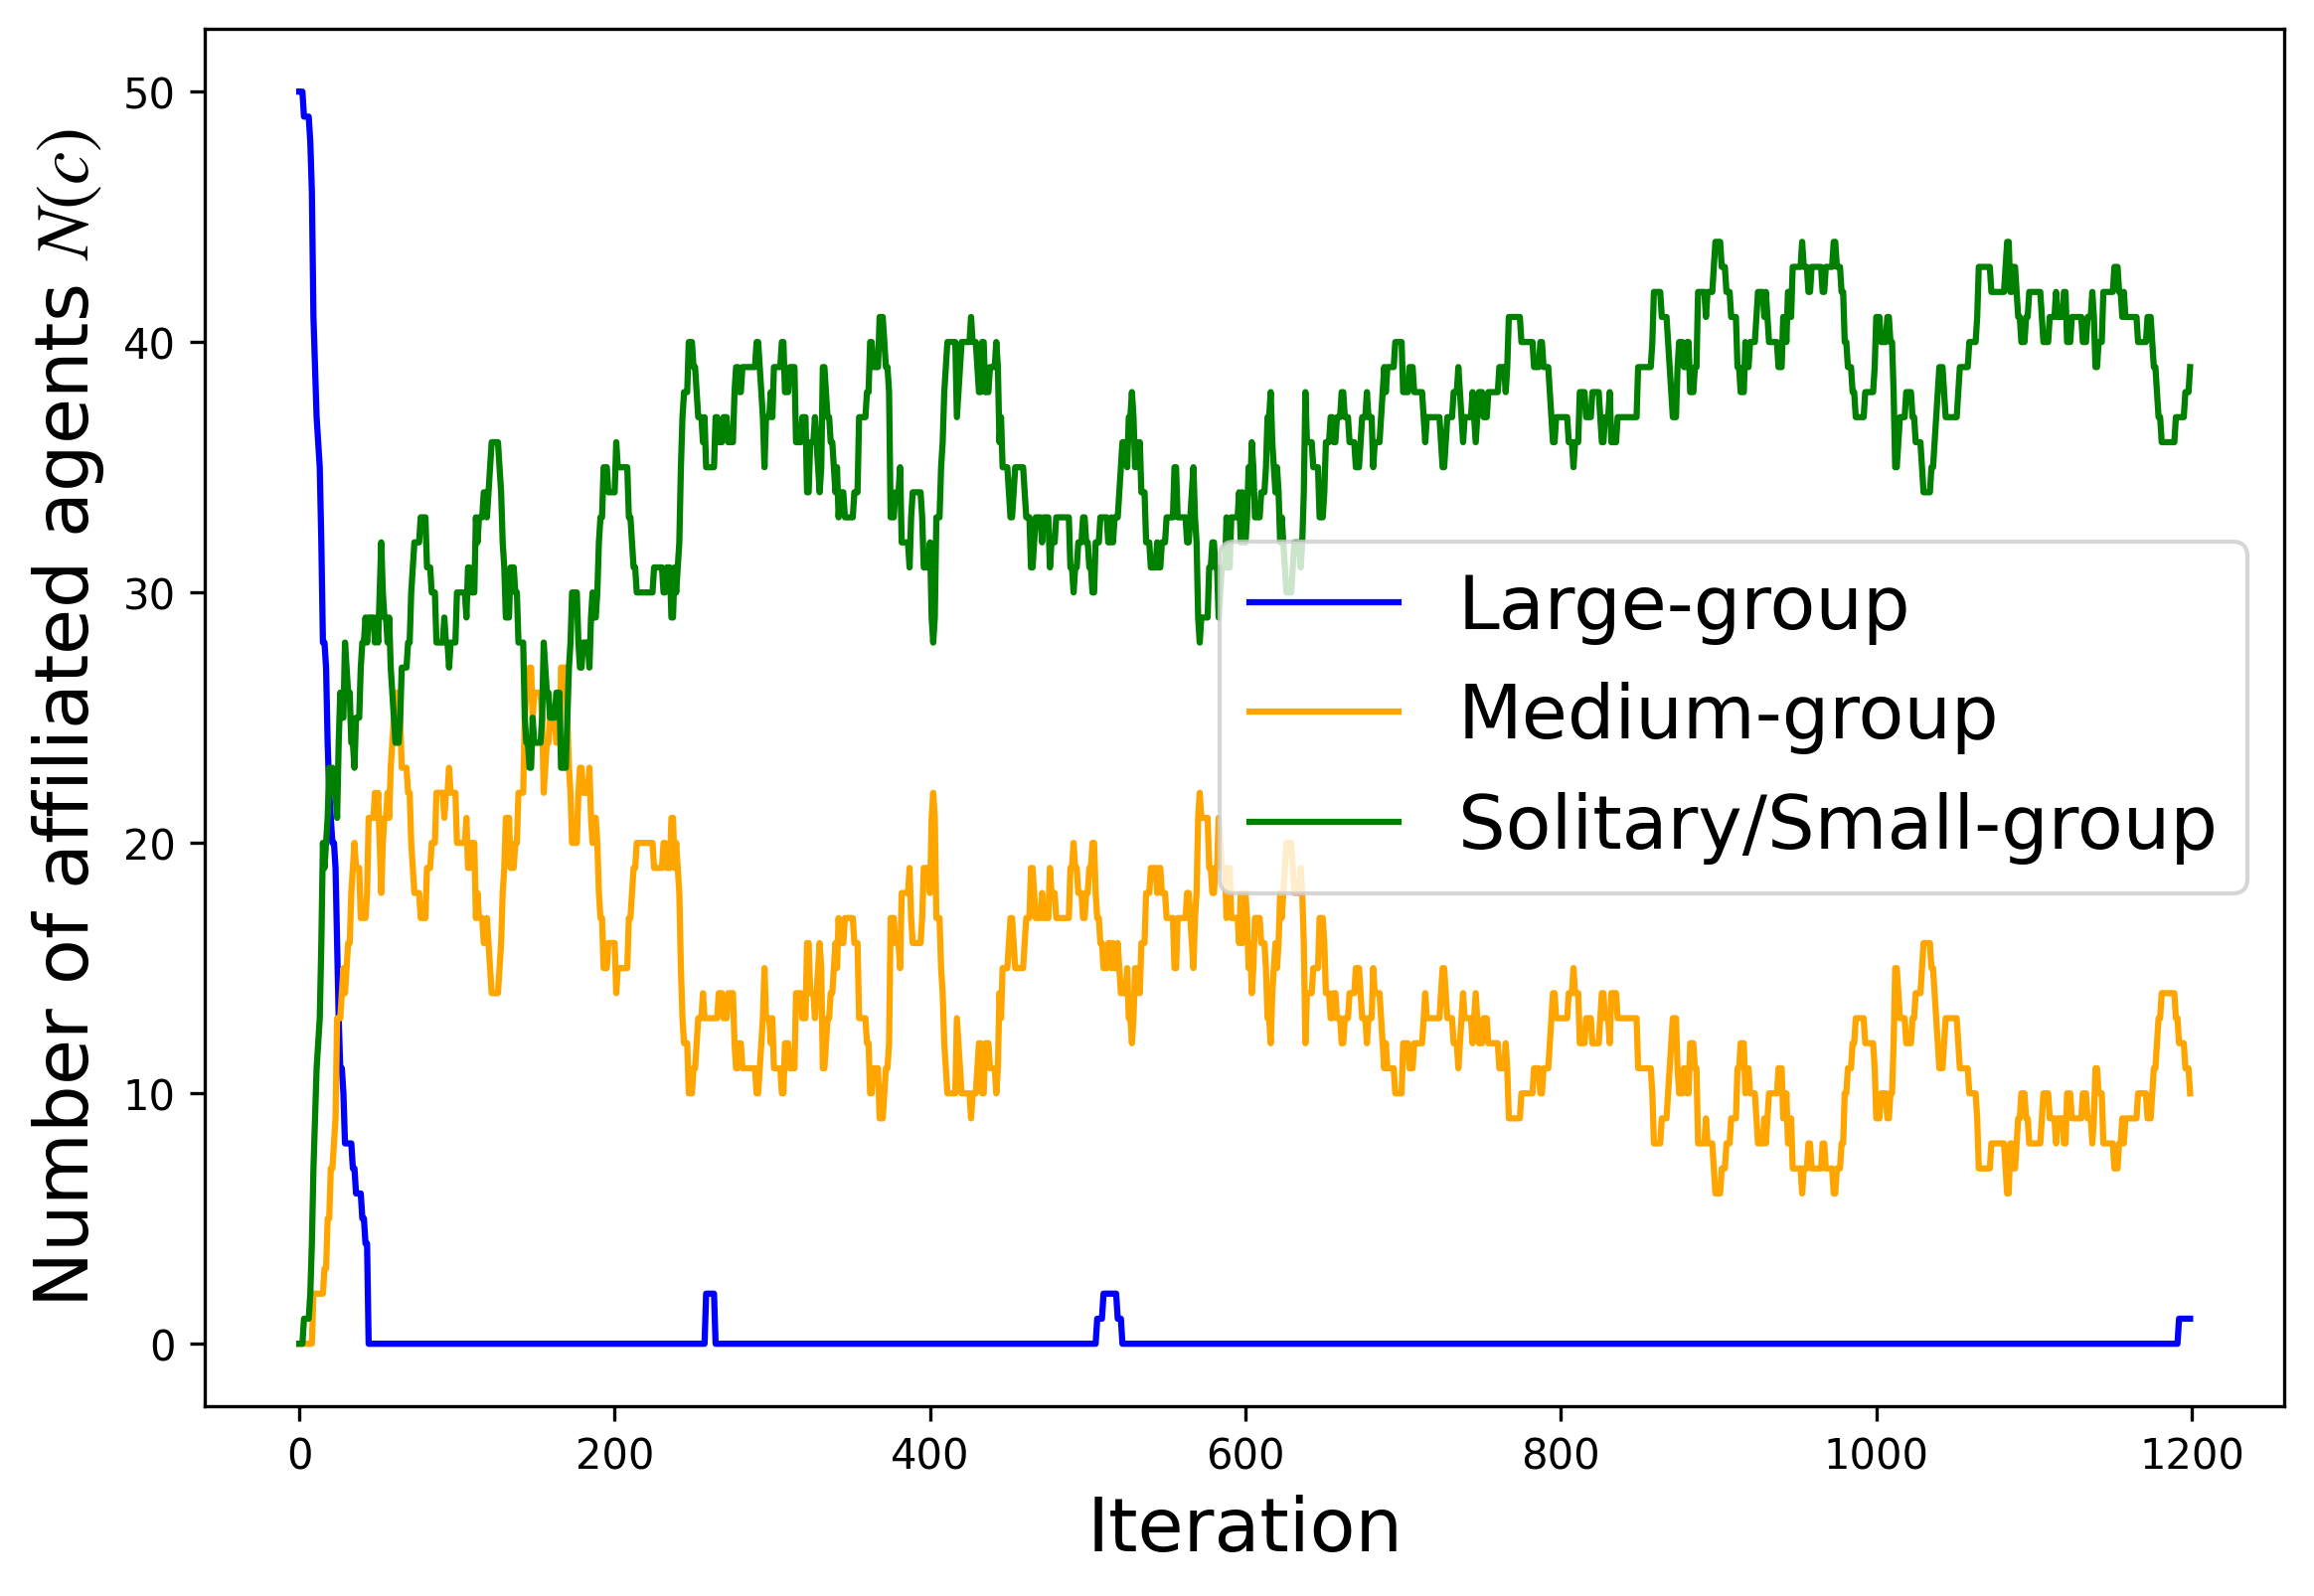 Number of affiliated agents N(c)
50
40
30
20
10
0
Large-group
Medium-group
Solitary/Small-group
0 200 400 600 800 1000 1200
Iteration